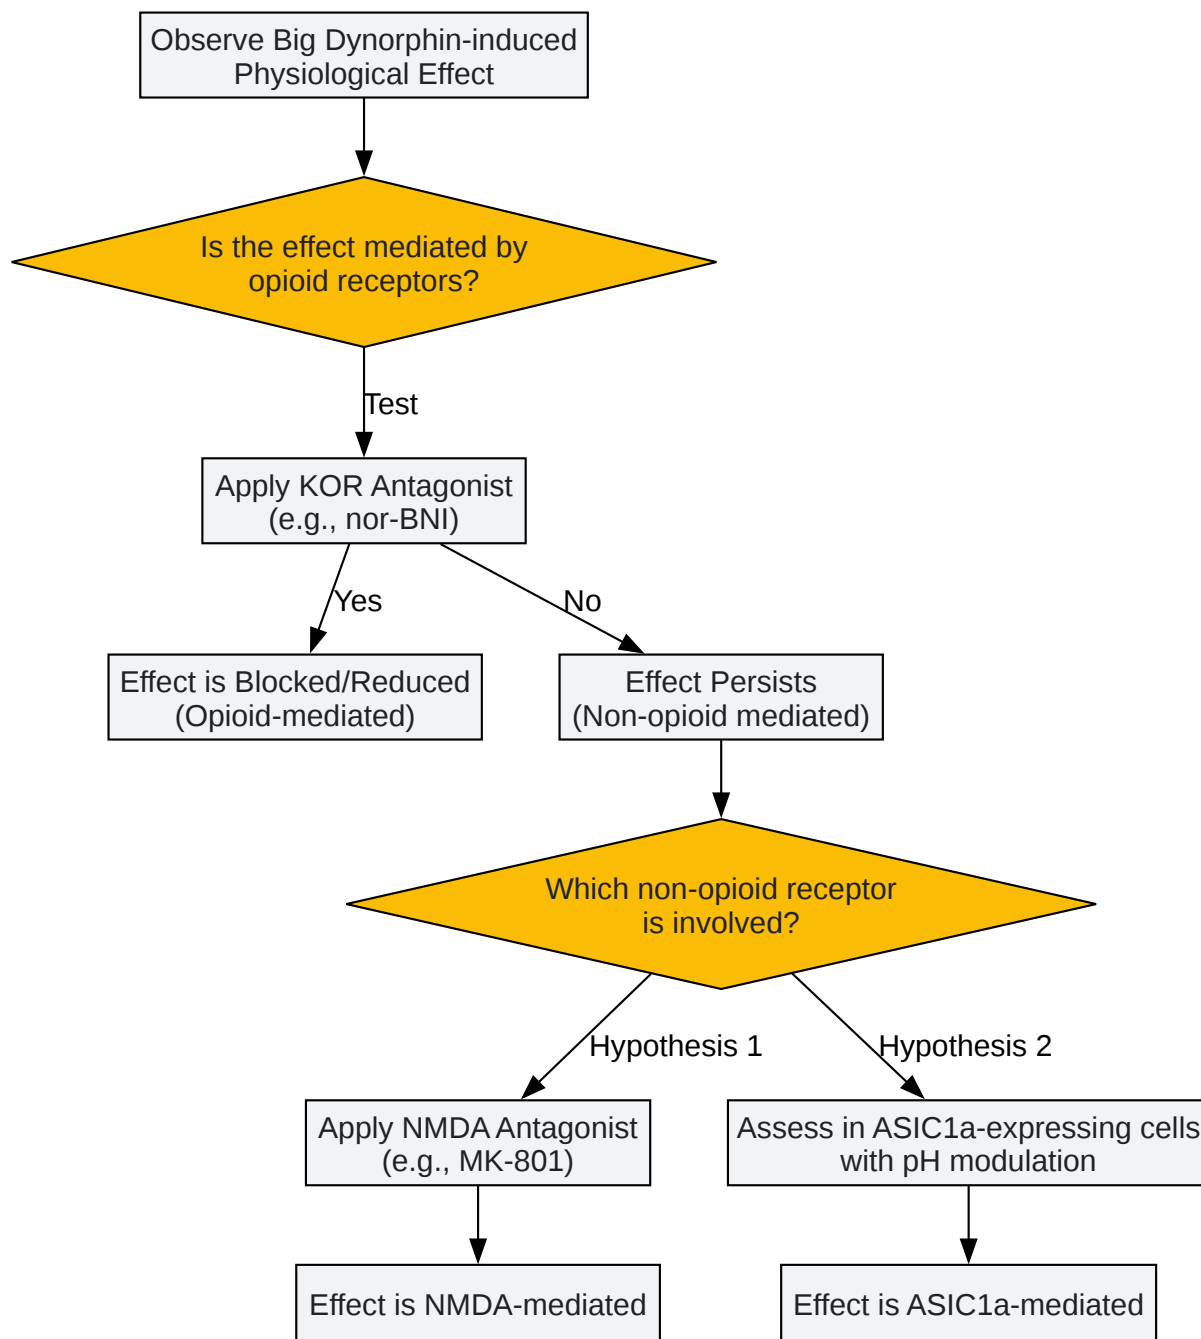 Observe Big Dynorphin-induced
Physiological Effect
Is the effect mediated by
opioid receptors?
Test
Apply KOR Antagonist
(e.g., nor-BNI)
Yes
No
Effect is Blocked/Reduced
(Opioid-mediated)
Effect Persists
(Non-opioid mediated)
Which non-opioid receptor
is involved?
Hypothesis 1
Hypothesis 2
Apply NMDA Antagonist
(e.g., MK-801)
Assess in ASIC1a-expressing cells
with pH modulation
Effect is NMDA-mediated
Effect is ASIC1a-mediated